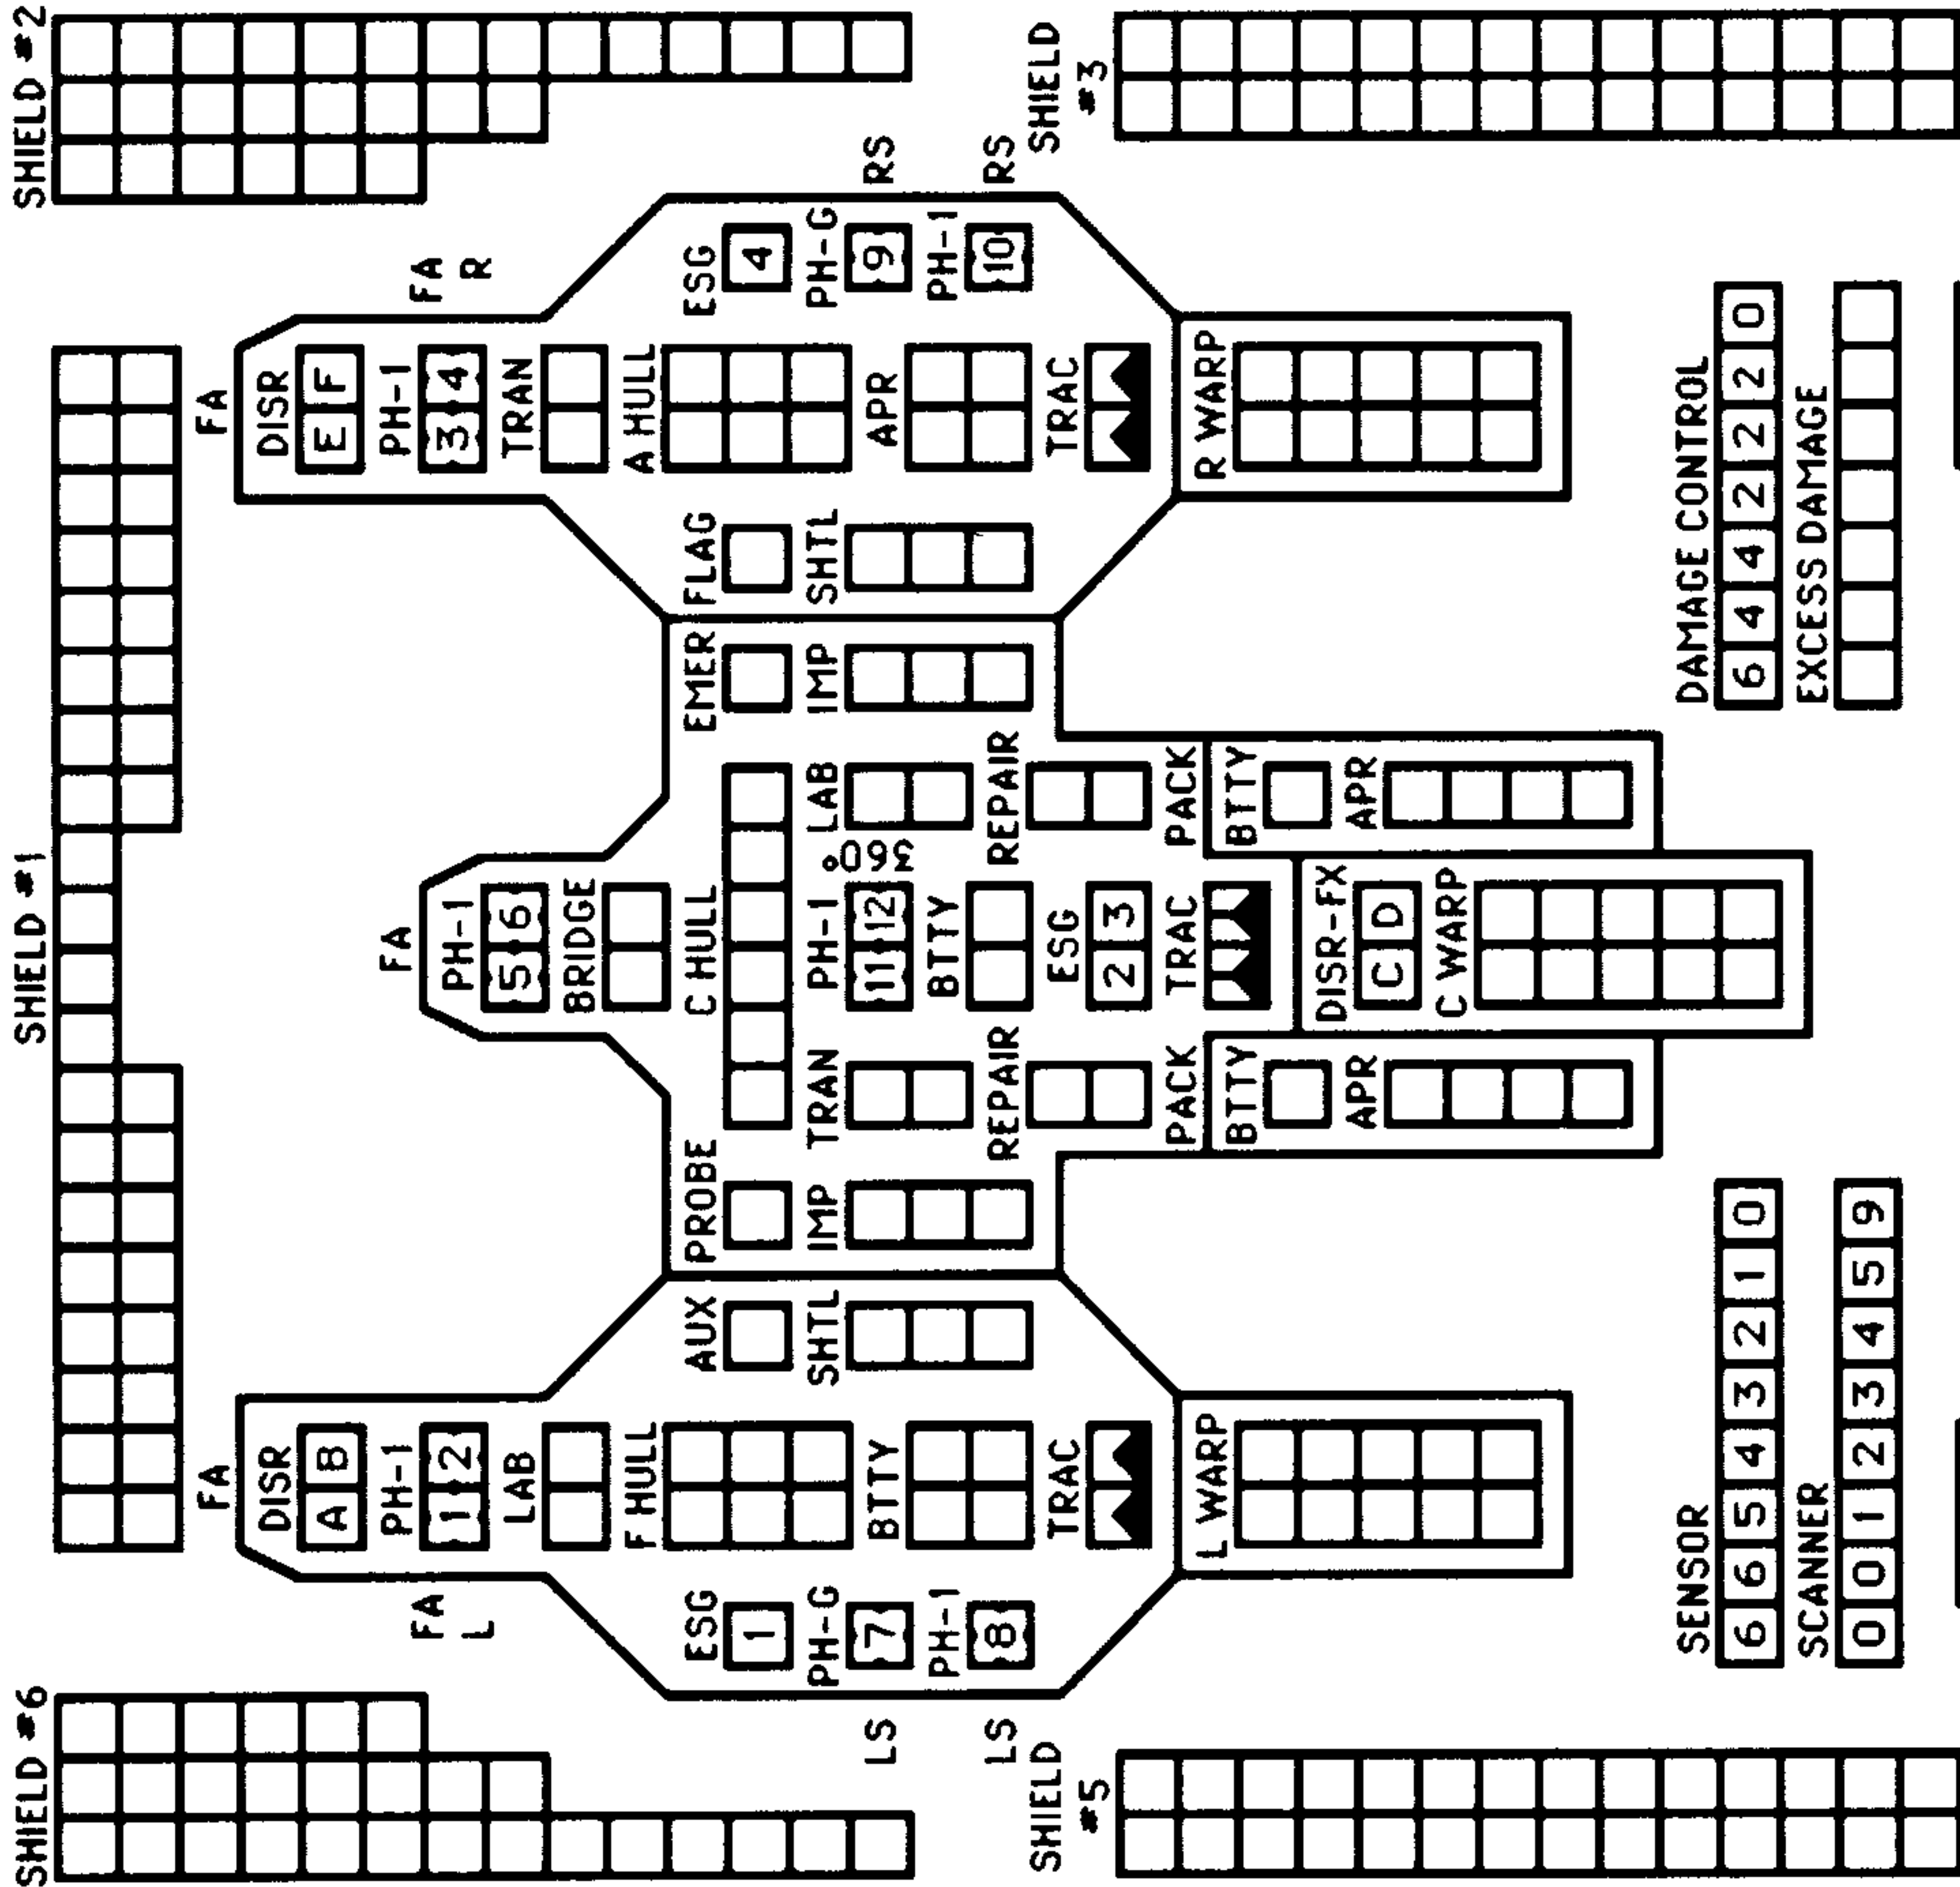 SHIELD #6
SHIELD #1
SHIELD #2
FA
FA
DISR
DISR
A B
E F
FA
FA L
PH-1
PH-1
FA R
1 2
3 4
PH-1
5 6
LAB
TRAN
BRIDGE
F HULL
A HULL
ESG
AUX
PROBE
C HULL
EMER
FLAG
ESG
1
4
PH-G
SHTL
IMP
TRAN
PH-1
360°
LAB
IMP
SHTL
PH-G
LS
7
BTTY
11 12
APR
9
RS
PH-1
BTTY
PH-1
LS
8
REPAIR
REPAIR
10
RS
SHIELD #5
TRAC
ESG
TRAC
SHIELD #3
2 3
PACK
TRAC
PACK
L WARP
BTTY
BTTY
R WARP
DISR-FX
APR
C D
APR
C WARP
SENSOR
DAMAGE CONTROL
6 6 5 4 3 2 1 0
6 4 4 2 2 2 0
SCANNER
EXCESS DAMAGE
0 0 1 2 3 4 5 9